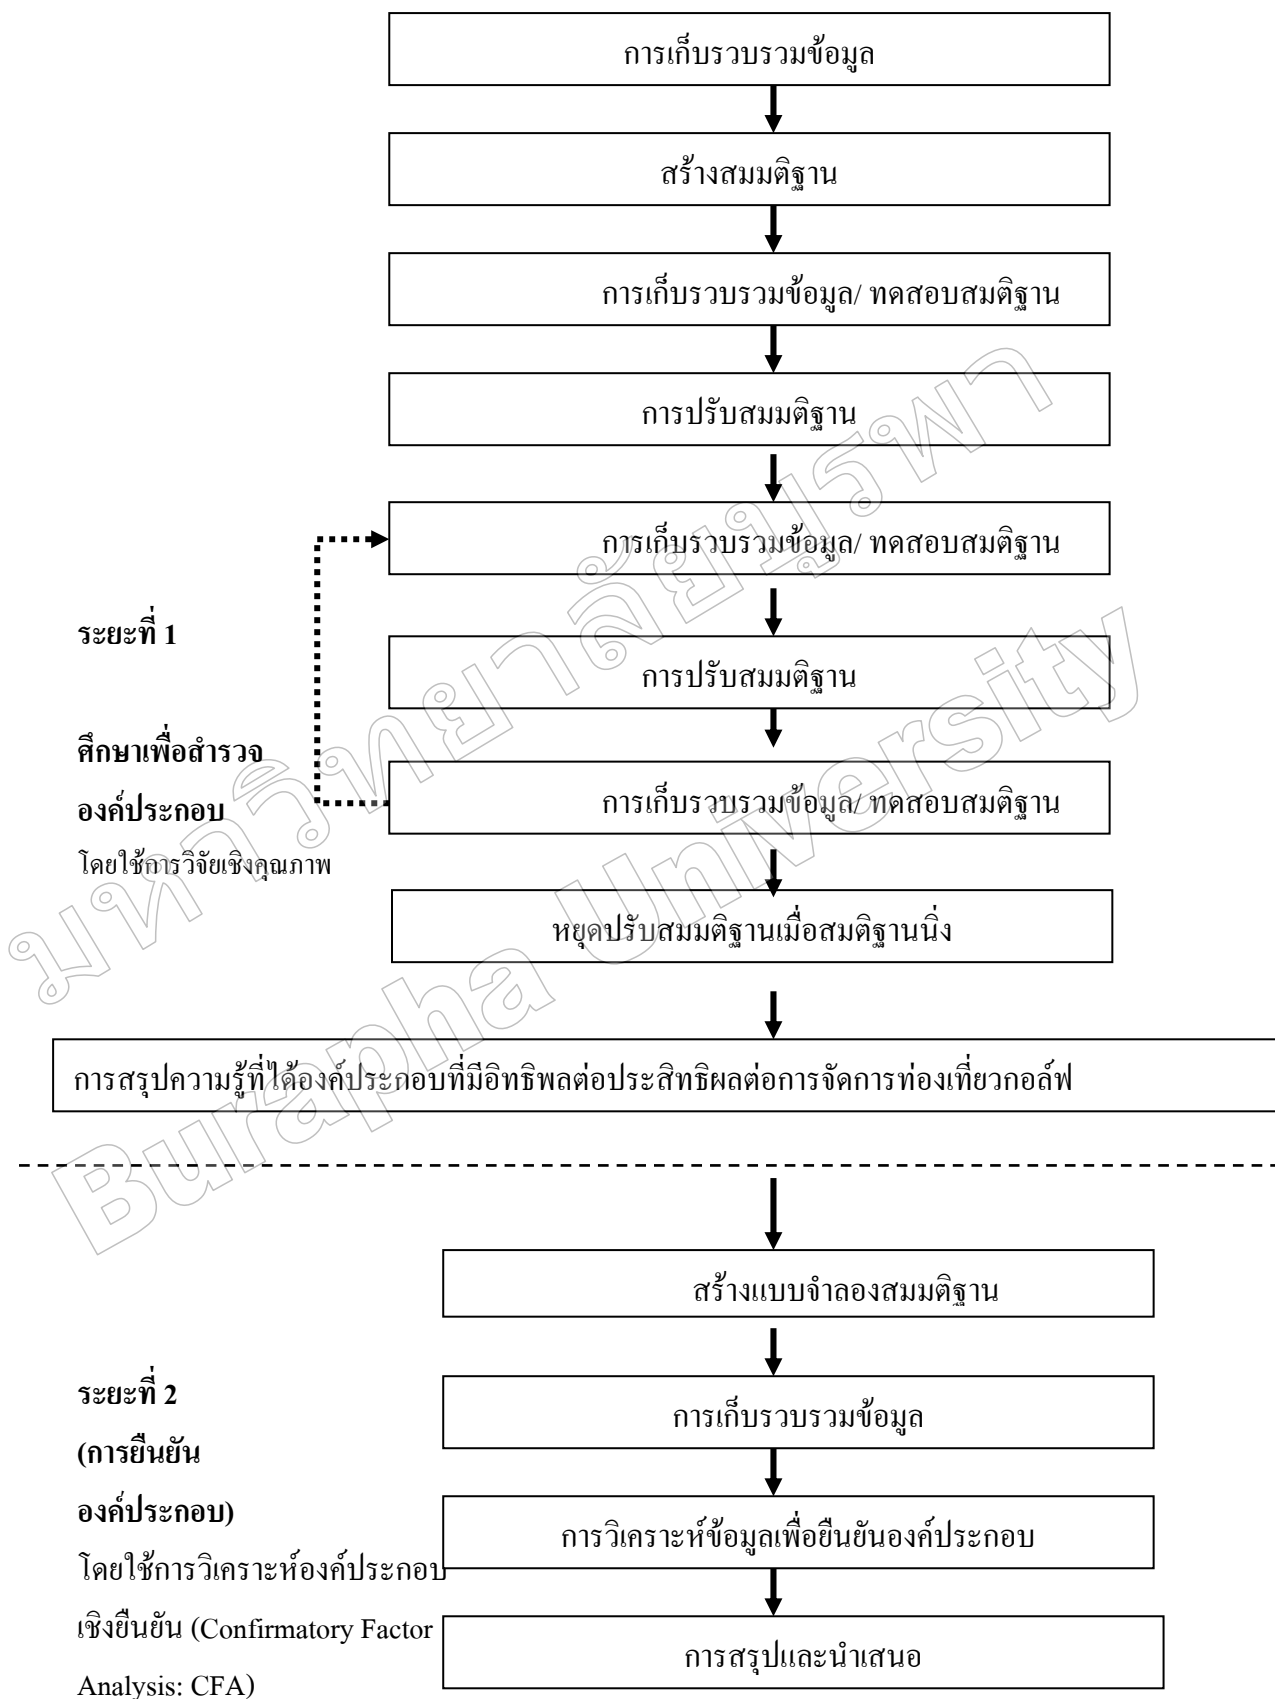 การเก็บรวบรวมข้อมูล
สร้างสมมติฐาน
การเก็บรวบรวมข้อมูล/ ทดสอบสมติฐาน
การปรับสมมติฐาน
การเก็บรวบรวมข้อมูล/ ทดสอบสมติฐาน
ระยะที่ 1
การปรับสมมติฐาน
ศึกษาเพื่อสำรวจ
องค์ประกอบ
การเก็บรวบรวมข้อมูล/ ทดสอบสมติฐาน
โดยใช้การวิจัยเชิงคุณภาพ
หยุดปรับสมมติฐานเมื่อสมติฐานนิ่ง
การสรุปความรู้ที่ได้องค์ประกอบที่มีอิทธิพลต่อประสิทธิผลต่อการจัดการท่องเที่ยวกอล์ฟ
สร้างแบบจำลองสมมติฐาน
ระยะที่ 2
การเก็บรวบรวมข้อมูล
(การยืนยัน
องค์ประกอบ)
การวิเคราะห์ข้อมูลเพื่อยืนยันองค์ประกอบ
โดยใช้การวิเคราะห์องค์ประกอบ
เชิงยืนยัน (Confirmatory Factor
Analysis: CFA)
การสรุปและนำเสนอ
มหาวิทยาลัยบูรพา
Burapha University